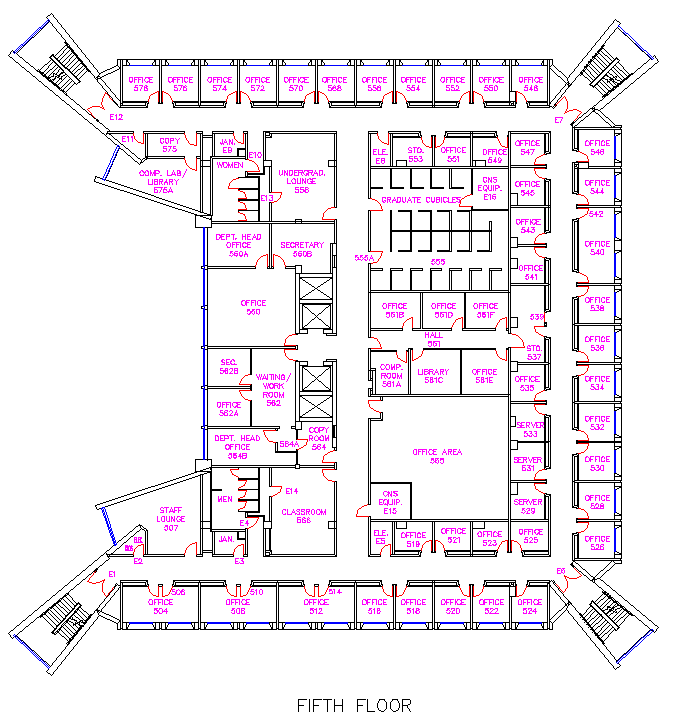 OFFICE 578
OFFICE 576
OFFICE 574
OFFICE 572
OFFICE 570
OFFICE 568
OFFICE 556
OFFICE 554
OFFICE 552
OFFICE 550
OFFICE 548
E12
E7
E11
COPY
575
JAN.
E9
E10
ELE.
E8
STG.
553
OFFICE
551
OFFICE
549
OFFICE
547
OFFICE
546
WOMEN
COMP. LAB/
LIBRARY
575A
UNDERGRAD.
LOUNGE
558
CNS
EQUIP.
E16
OFFICE
545
OFFICE
544
E13
GRADUATE CUBICLES
542
OFFICE
543
DEPT. HEAD
OFFICE
560A
SECRETARY
560B
OFFICE
540
555A
555
OFFICE
541
OFFICE
560
OFFICE
561B
OFFICE
561D
OFFICE
561F
539
OFFICE
538
HALL
561
OFFICE
536
STG.
537
SEC.
562B
WAITING/
WORK
ROOM
562
COMP.
ROOM
561A
LIBRARY
561C
OFFICE
561E
OFFICE
535
OFFICE
534
OFFICE
562A
COPY
ROOM
564
SERVER
533
OFFICE
532
DEPT. HEAD
OFFICE
564B
564A
OFFICE AREA
SERVER
531
OFFICE
530
MEN
E14
CNS
EQUIP.
E15
SERVER
529
OFFICE
528
STAFF
LOUNGE
507
CLASSROOM
566
E4
JAN.
E3
ELE.
E5
OFFICE
519
OFFICE
521
OFFICE
523
OFFICE
525
OFFICE
526
E2
E1
E6
506
510
514
OFFICE
504
OFFICE
508
OFFICE
512
OFFICE
516
OFFICE
518
OFFICE
520
OFFICE
522
OFFICE
524
FIFTH FLOOR